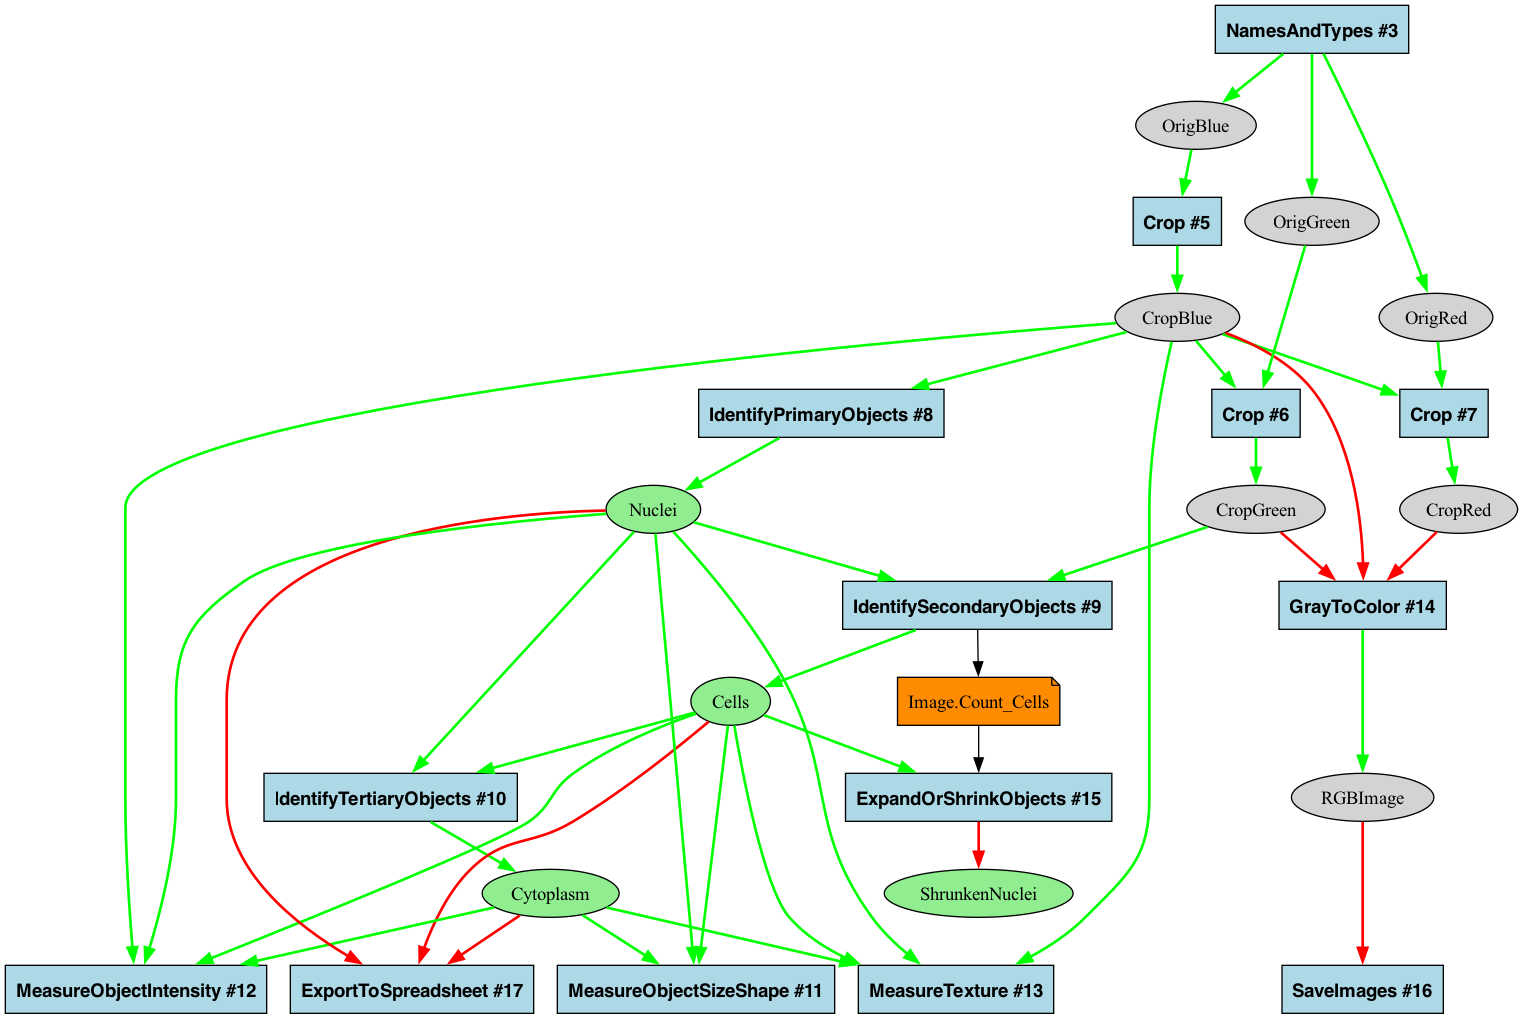 NamesAndTypes #3
OrigBlue
Crop #5
OrigGreen
CropBlue
OrigRed
IdentifyPrimaryObjects #8
Crop #6
Crop #7
Nuclei
CropGreen
CropRed
IdentifySecondaryObjects #9
GrayToColor #14
Cells
Image.Count_Cells
IdentifyTertiaryObjects #10
ExpandOrShrinkObjects #15
RGBImage
Cytoplasm
ShrunkenNuclei
MeasureObjectIntensity #12
ExportToSpreadsheet #17
MeasureObjectSizeShape #11
MeasureTexture #13
SaveImages #16